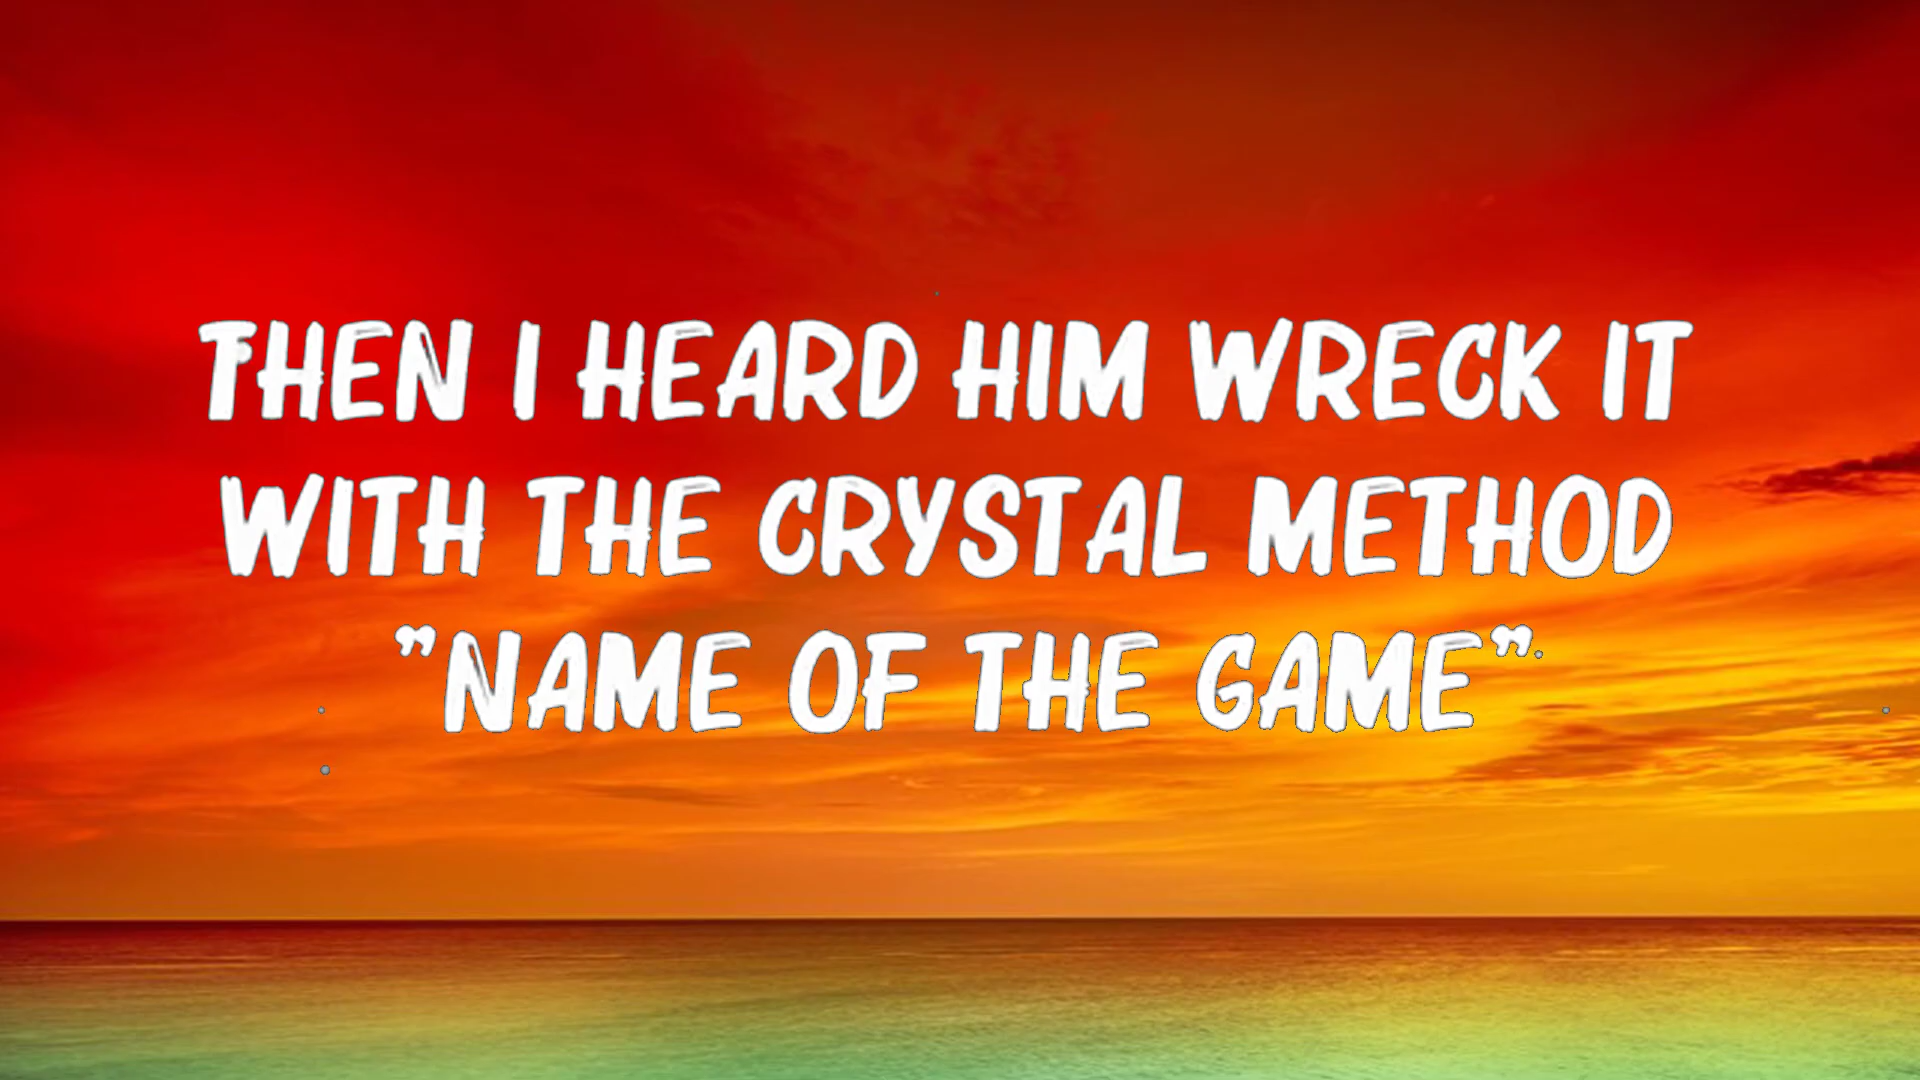 THEN I HEARD HIM WRECK IT
WITH THE CRYSTAL METHOD
"NAME OF THE GAME"